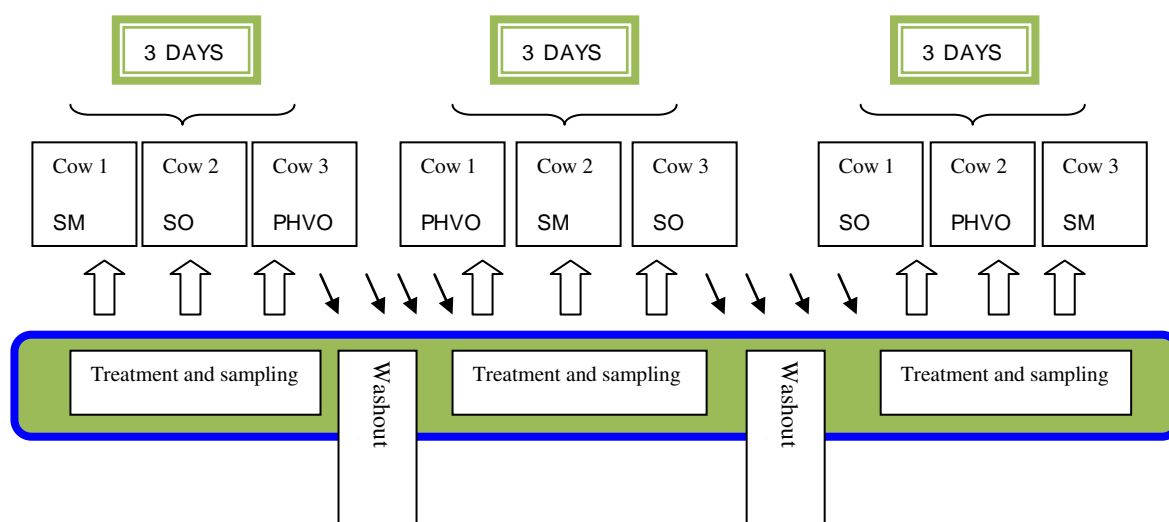 3 DAYS
3 DAYS
3 DAYS
Cow 1
SM
Cow 2
SO
Cow 3
PHVO
Cow 1
PHVO
Cow 2
SM
Cow 3
SO
Cow 1
SO
Cow 2
PHVO
Cow 3
SM
Treatment and sampling
Washout
Treatment and sampling
Washout
Treatment and sampling